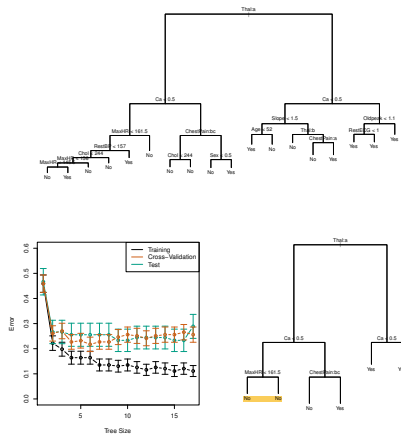 Thal:a
Ca < 0.5
Ca < 0.5
MaxHR < 161.5
ChestPain:bc
Slope < 1.5
Oldpeak < 1.1
Age < 52
Thal:b
RestECG < 1
RestBP < 157
ChestPain:a
Yes
No
No
No
Yes
Yes
Chol < 244
Chol < 244
Sex < 0.5
No
Yes
No
No
No
No
Yes
No
Yes
0.6
0.5
0.4
0.3
0.2
0.1
0.0
Error
Training
Cross−Validation
Test
5
10
15
Tree Size
Thal:a
Ca < 0.5
Ca < 0.5
MaxHR < 161.5
ChestPain:bc
Yes
No
No
No
Yes